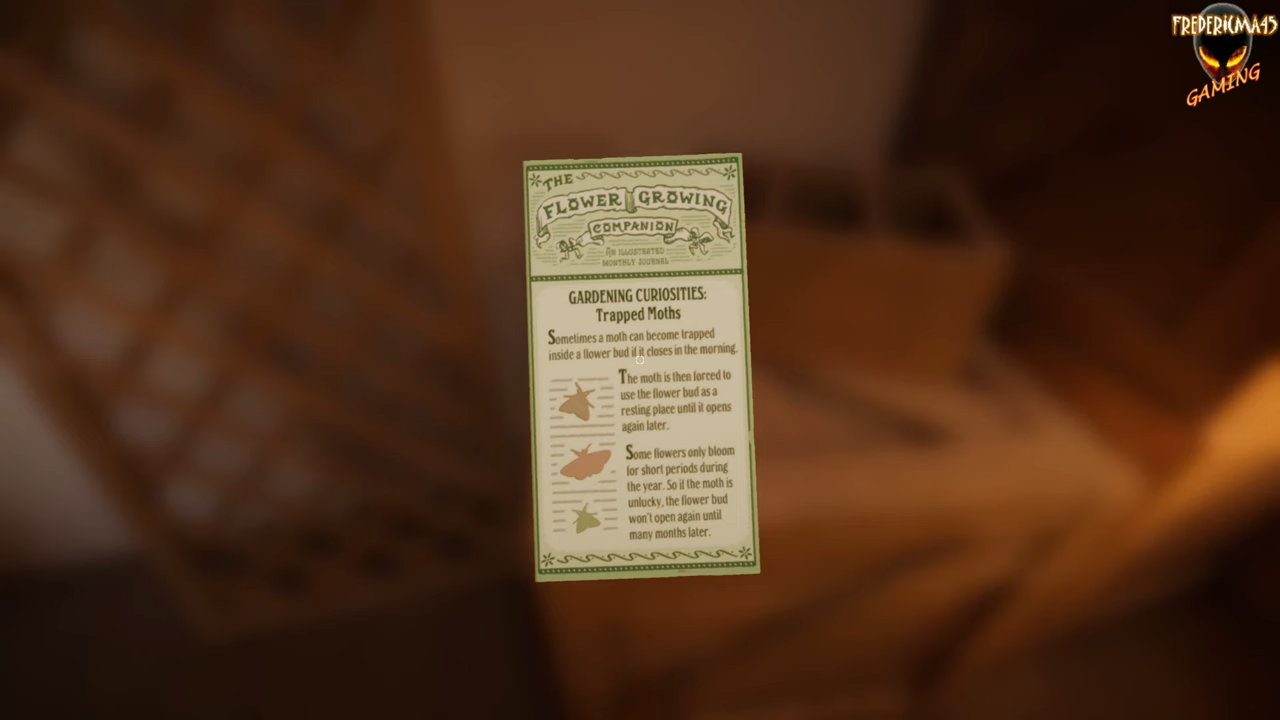 FREDERICMA45
GAMING
THE
FLOWER GROWING
COMPANION
AN ILLUSTRATED
MONTHLY JOURNAL
GARDENING CURIOSITIES:
Trapped Moths
Sometimes a moth can become trapped
inside a flower bud if it closes in the morning.
The moth is then forced to
use the flower bud as a
resting place until it opens
again later.
Some flowers only bloom
for short periods during
the year. So if the moth is
unlucky, the flower bud
won't open again until
many months later.